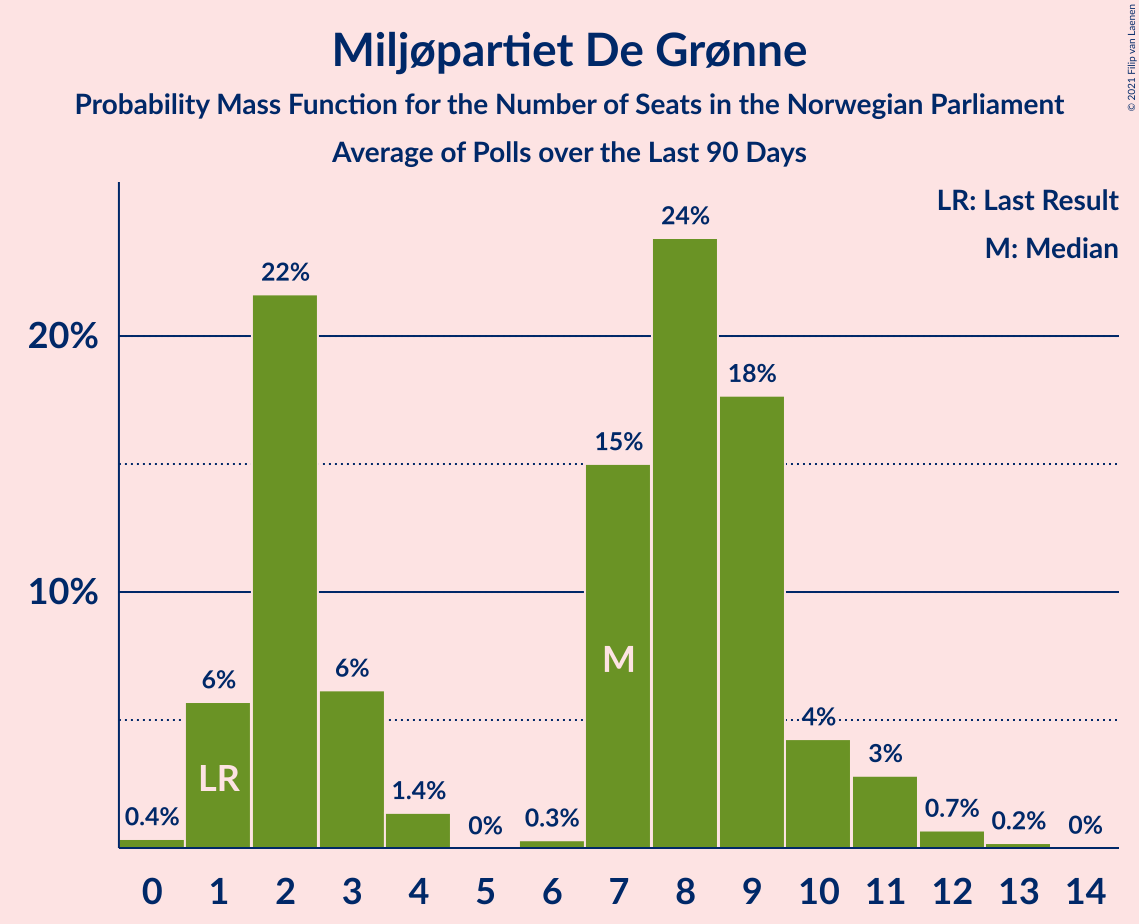 Miljøpartiet De Grønne
Probability Mass Function for the Number of Seats in the Norwegian Parliament
Average of Polls over the Last 90 Days
© 2021 Filip van Laenen
LR: Last Result
M: Median
24%
22%
20%
18%
15%
10%
6%
6%
M
4%
3%
LR
1.4%
0.4%
0%
0.3%
0.7%
0.2%
0%
0 1 2 3 4 5 6 7 8 9 10 11 12 13 14